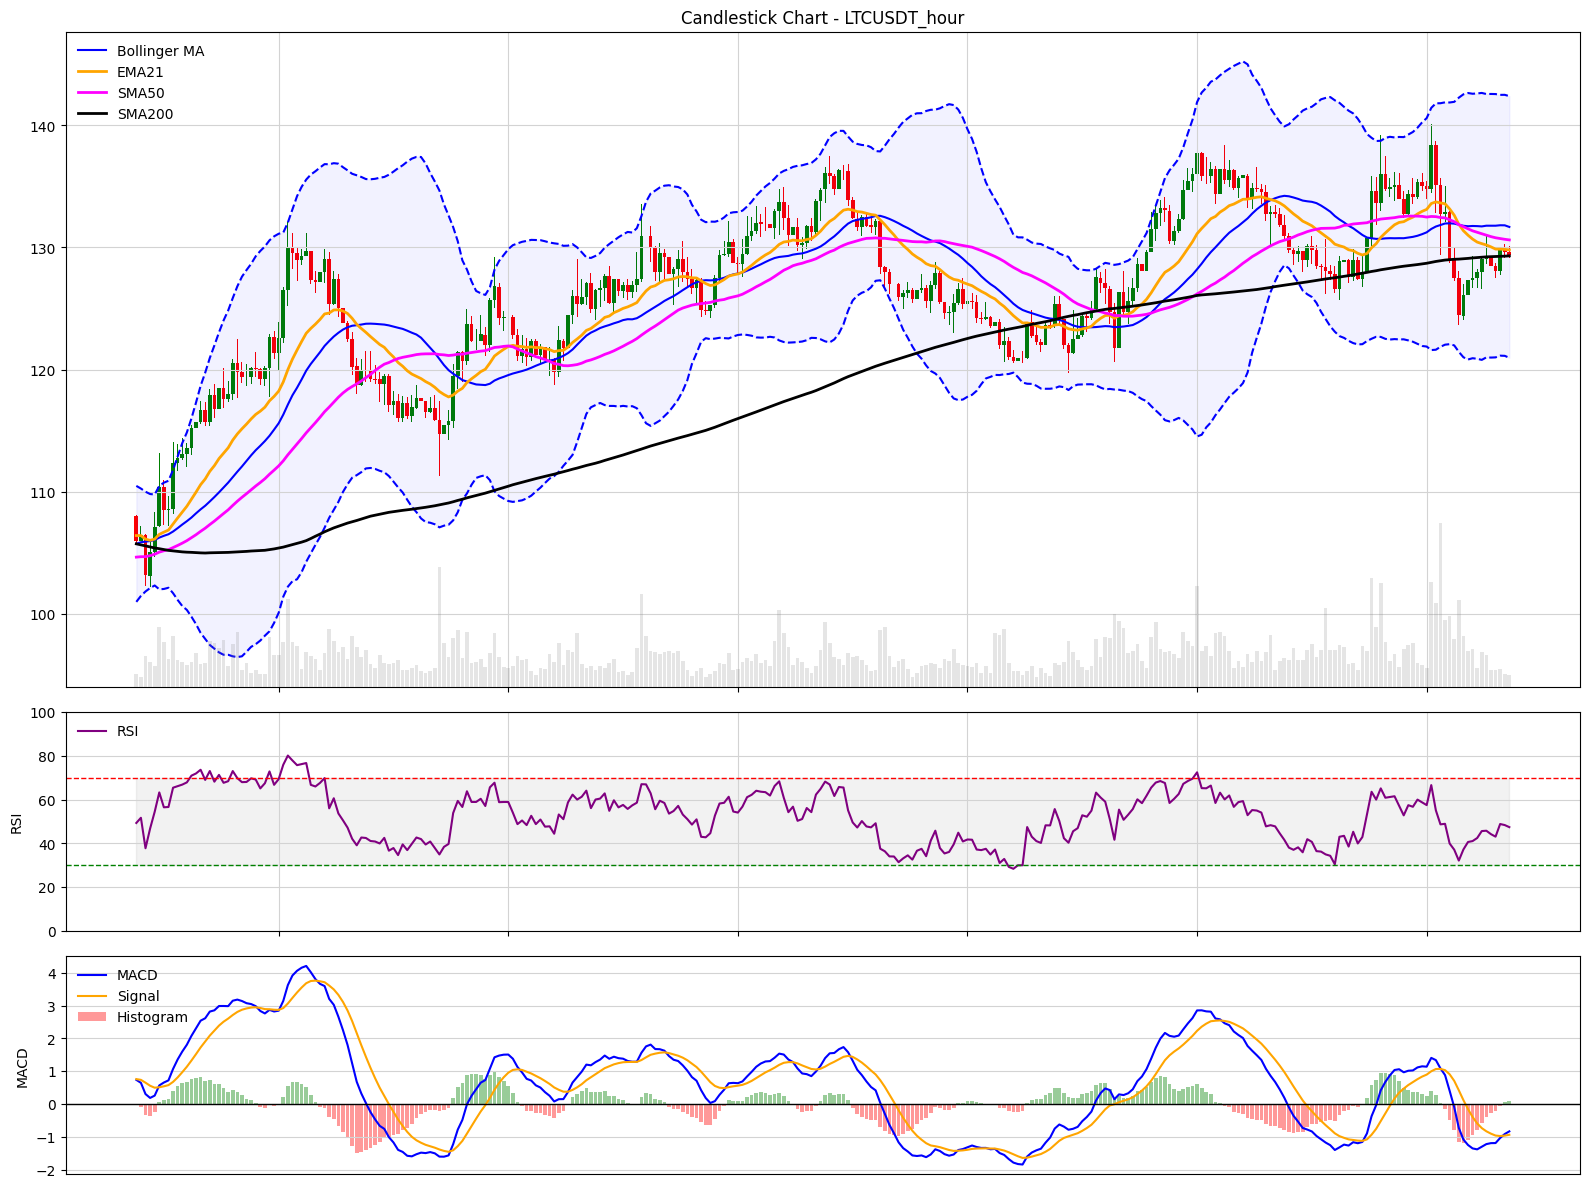 Candlestick Chart - LTCUSDT_hour
Bollinger MA
EMA21
SMA50
SMA200
140
130
120
110
100
RSI
100
80
60
40
20
0
RSI
MACD
Signal
Histogram
4
3
2
1
0
−1
−2
MACD